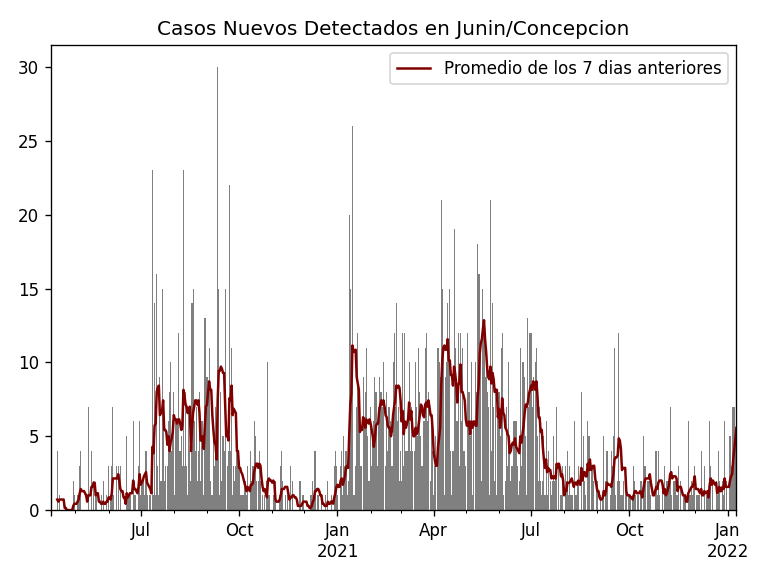 Casos Nuevos Detectados en Junin/Concepcion
Promedio de los 7 dias anteriores
30
25
20
15
10
5
0
Jul
Oct
Jan
2021
Apr
Jul
Oct
Jan
2022